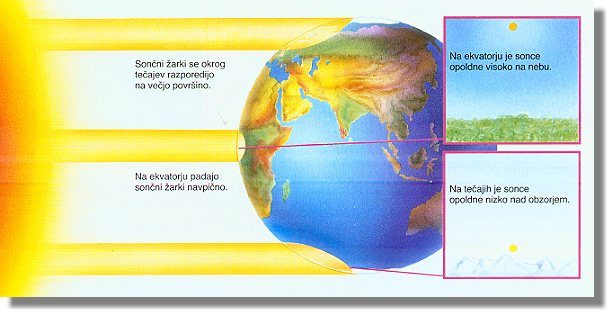 Sončni žarki se okrog
tečajev razporedijo
na večjo površino.
Na ekvatorju padajo
sončni žarki navpično.
Na ekvatorju je sonce
opoldne visoko na nebu.
Na tečajih je sonce
opoldne nizko nad obzorjem.